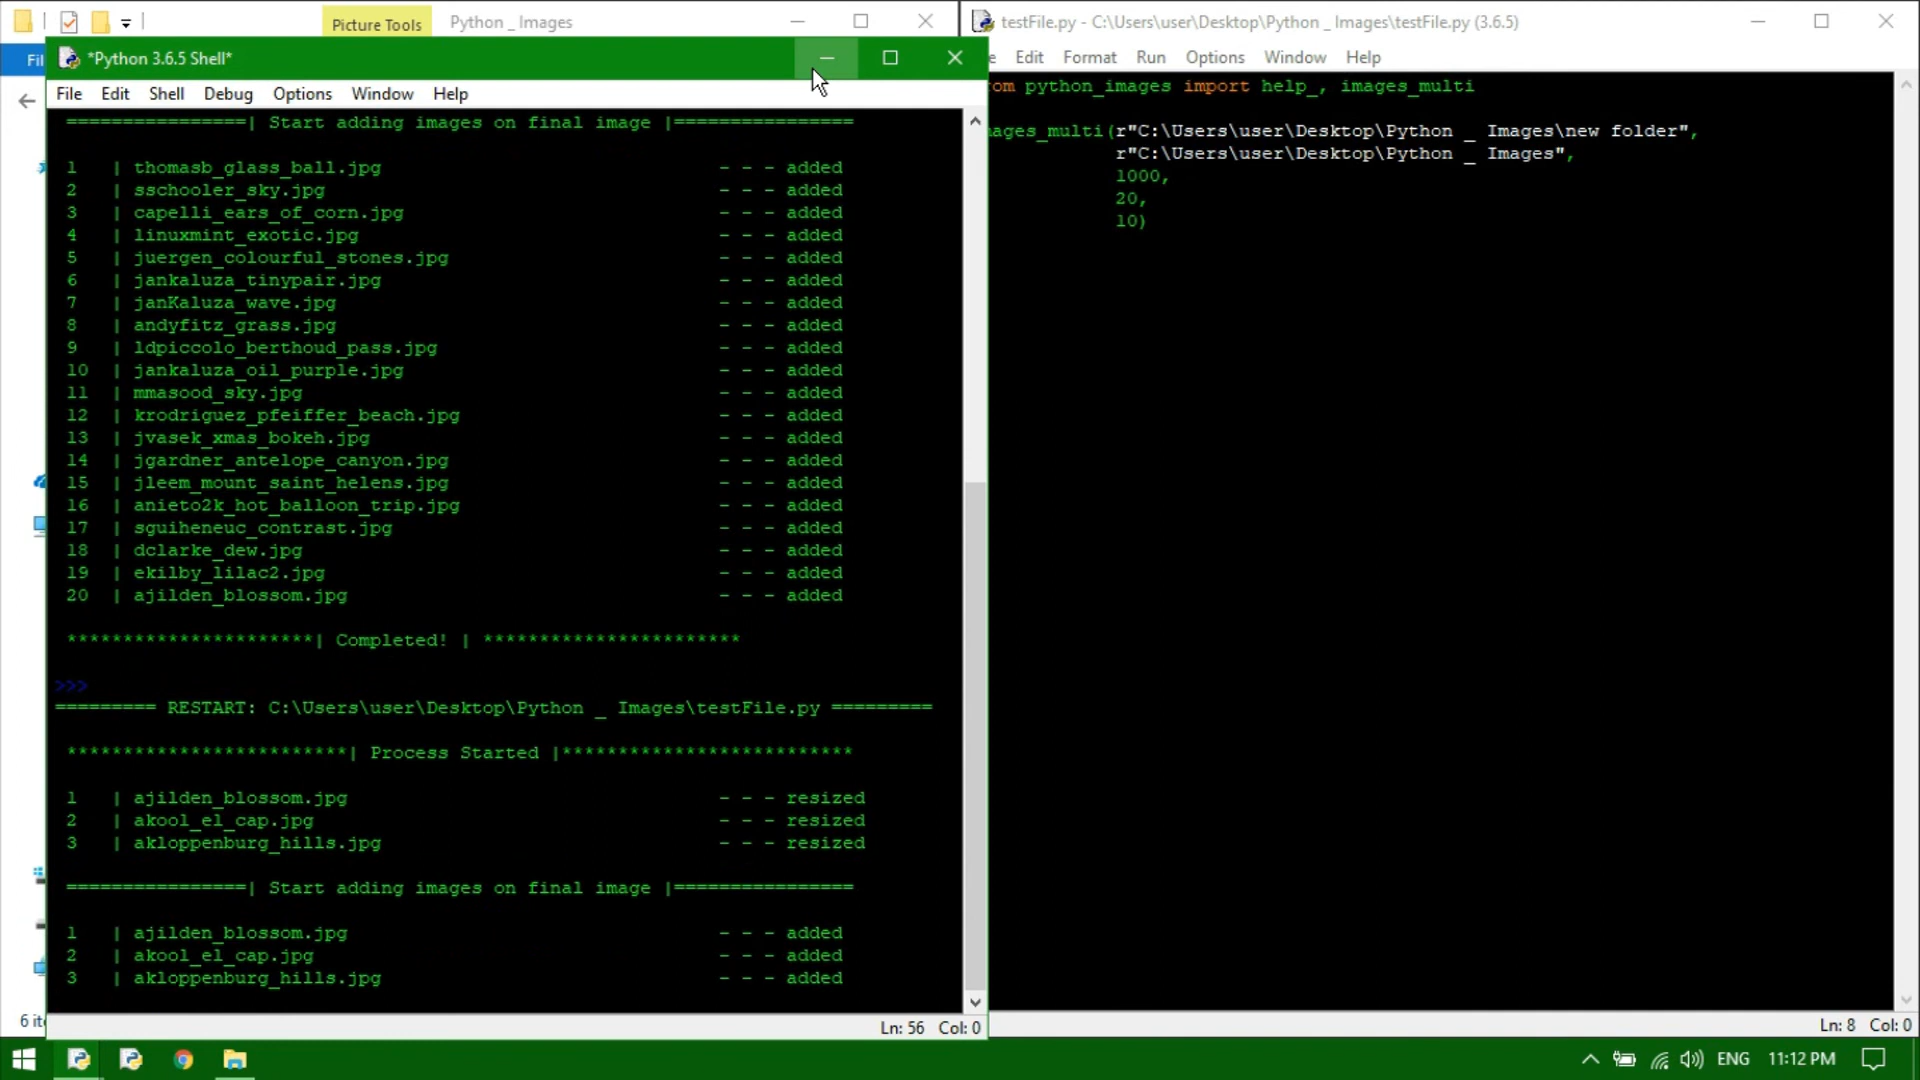 Picture Tools
Python _ Images
testFile.py - C:\Users\user\Desktop\Python _ Images\testFile.py (3.6.5)
Fil
*Python 3.6.5 Shell*
Edit Format Run Options Window Help
File Edit Shell Debug Options Window Help
om python_images import help_, images_multi
mages_multi(r"C:\Users\user\Desktop\Python _ Images\new folder",
r"C:\Users\user\Desktop\Python _ Images",
1000,
20,
10)
================| Start adding images on final image |================
1 | thomasb_glass_ball.jpg - - - added
2 | sschooler_sky.jpg - - - added
3 | capelli_ears_of_corn.jpg - - - added
4 | linuxmint_exotic.jpg - - - added
5 | juergen_colourful_stones.jpg - - - added
6 | jankaluza_tinypair.jpg - - - added
7 | janKaluza_wave.jpg - - - added
8 | andyfitz_grass.jpg - - - added
9 | ldpiccolo_berthoud_pass.jpg - - - added
10 | jankaluza_oil_purple.jpg - - - added
11 | mmasood_sky.jpg - - - added
12 | krodriguez_pfeiffer_beach.jpg - - - added
13 | jvasek_xmas_bokeh.jpg - - - added
14 | jgardner_antelope_canyon.jpg - - - added
15 | jleem_mount_saint_helens.jpg - - - added
16 | anieto2k_hot_balloon_trip.jpg - - - added
17 | sguiheneuc_contrast.jpg - - - added
18 | dclarke_dew.jpg - - - added
19 | ekilby_lilac2.jpg - - - added
20 | ajilden_blossom.jpg - - - added
**********************| Completed! | ***********************
>>>
========= RESTART: C:\Users\user\Desktop\Python _ Images\testFile.py =========
*************************| Process Started |**************************
1 | ajilden_blossom.jpg - - - resized
2 | akool_el_cap.jpg - - - resized
3 | akloppenburg_hills.jpg - - - resized
================| Start adding images on final image |================
1 | ajilden_blossom.jpg - - - added
2 | akool_el_cap.jpg - - - added
3 | akloppenburg_hills.jpg - - - added
6 ite
Ln: 56 Col: 0
Ln: 8 Col: 0
ENG 11:12 PM